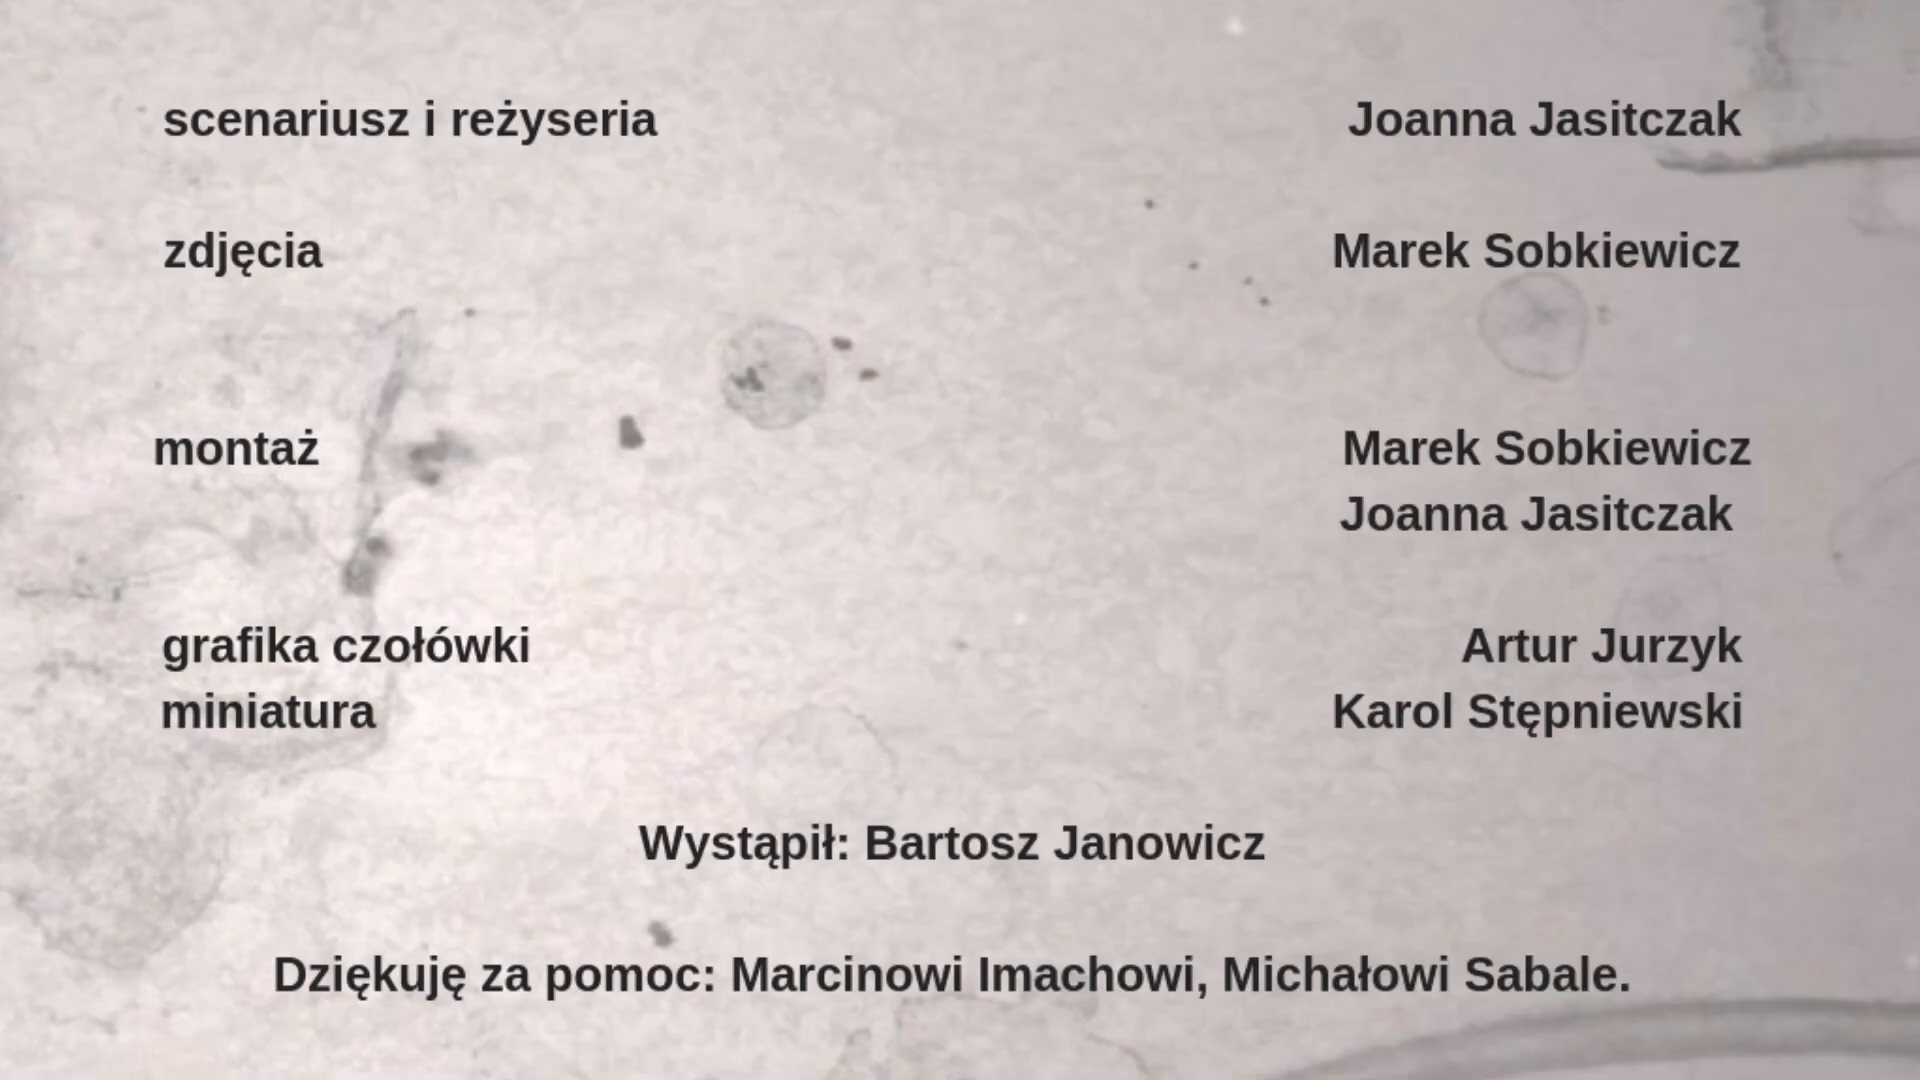 scenariusz i reżyseria Joanna Jasitczak
zdjęcia Marek Sobkiewicz
montaż Marek Sobkiewicz
Joanna Jasitczak
grafika czołówki Artur Jurzyk
miniatura Karol Stępniewski
Wystąpił: Bartosz Janowicz
Dziękuję za pomoc: Marcinowi Imachowi, Michałowi Sabale.